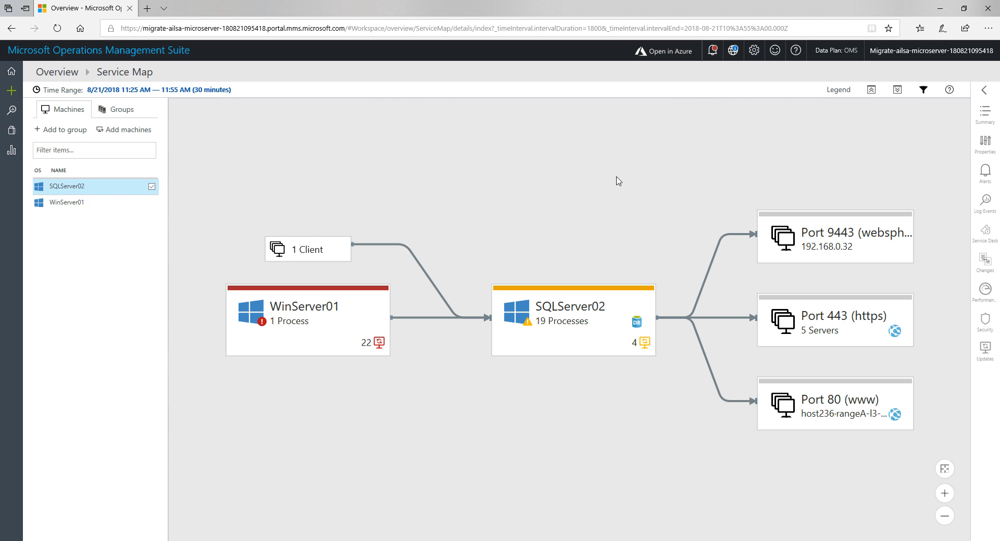 Overview - Microsoft O
https://migrate-ailsa-microserver-180821095418.portal.mms.microsoft.com/#Workspace/overview/ServiceMap/details/index?_timeInterval.intervalDuration=1800&_timeInterval.intervalEnd=2018-08-21T10%3A55%3A00.000Z
Microsoft Operations Management Suite
Open in Azure
Data Plan: OMS
Migrate-ailsa-microserver-180821095418
Overview
Service Map
Time Range: 8/21/2018 11:25 AM — 11:55 AM (30 minutes)
Legend
Machines
Groups
+ Add to group
Add machines
Filter items...
OS NAME
SQLServer02
WinServer01
1 Client
WinServer01
1 Process
22
SQLServer02
19 Processes
DB
4
Port 9443 (websph...
192.168.0.32
Port 443 (https)
5 Servers
Port 80 (www)
host236-rangeA-l3-...
Summary
Properties
Alerts
Log Events
Service Desk
Changes
Performan...
Security
Updates